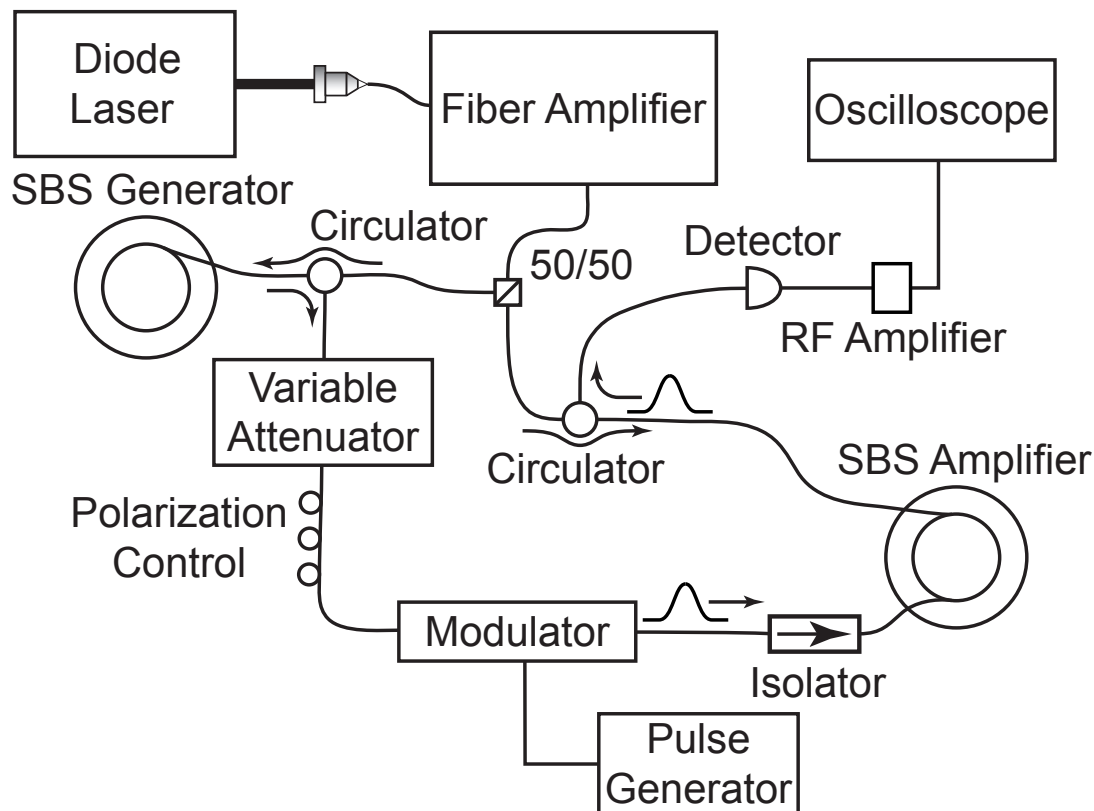 Diode
Laser
Fiber Amplifier
Oscilloscope
SBS Generator
Circulator
50/50
Detector
RF Amplifier
Variable
Attenuator
Circulator
SBS Amplifier
Polarization
Control
Modulator
Isolator
Pulse
Generator